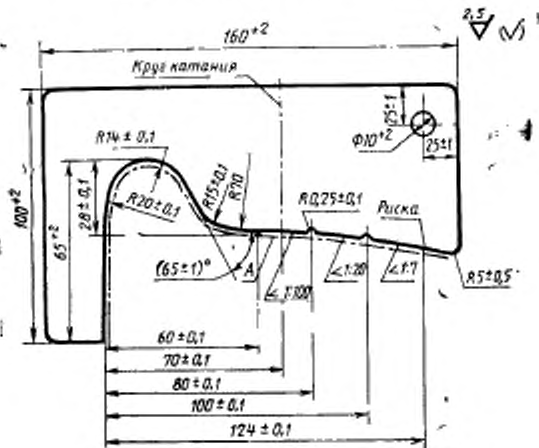 2,5
160⁺²
Круг катания
25±1
Ф10⁺²
25±1
R14 ± 0,1
100⁺²
65⁺²
28±0,1
R20±0,1
R15±0,1
R70
R0,25±0,1
Риска
(65±1)°
А
<1:100
<1:20
<1:7
R5±0,5
60±0,1
70±0,1
80±0,1
100±0,1
124±0,1